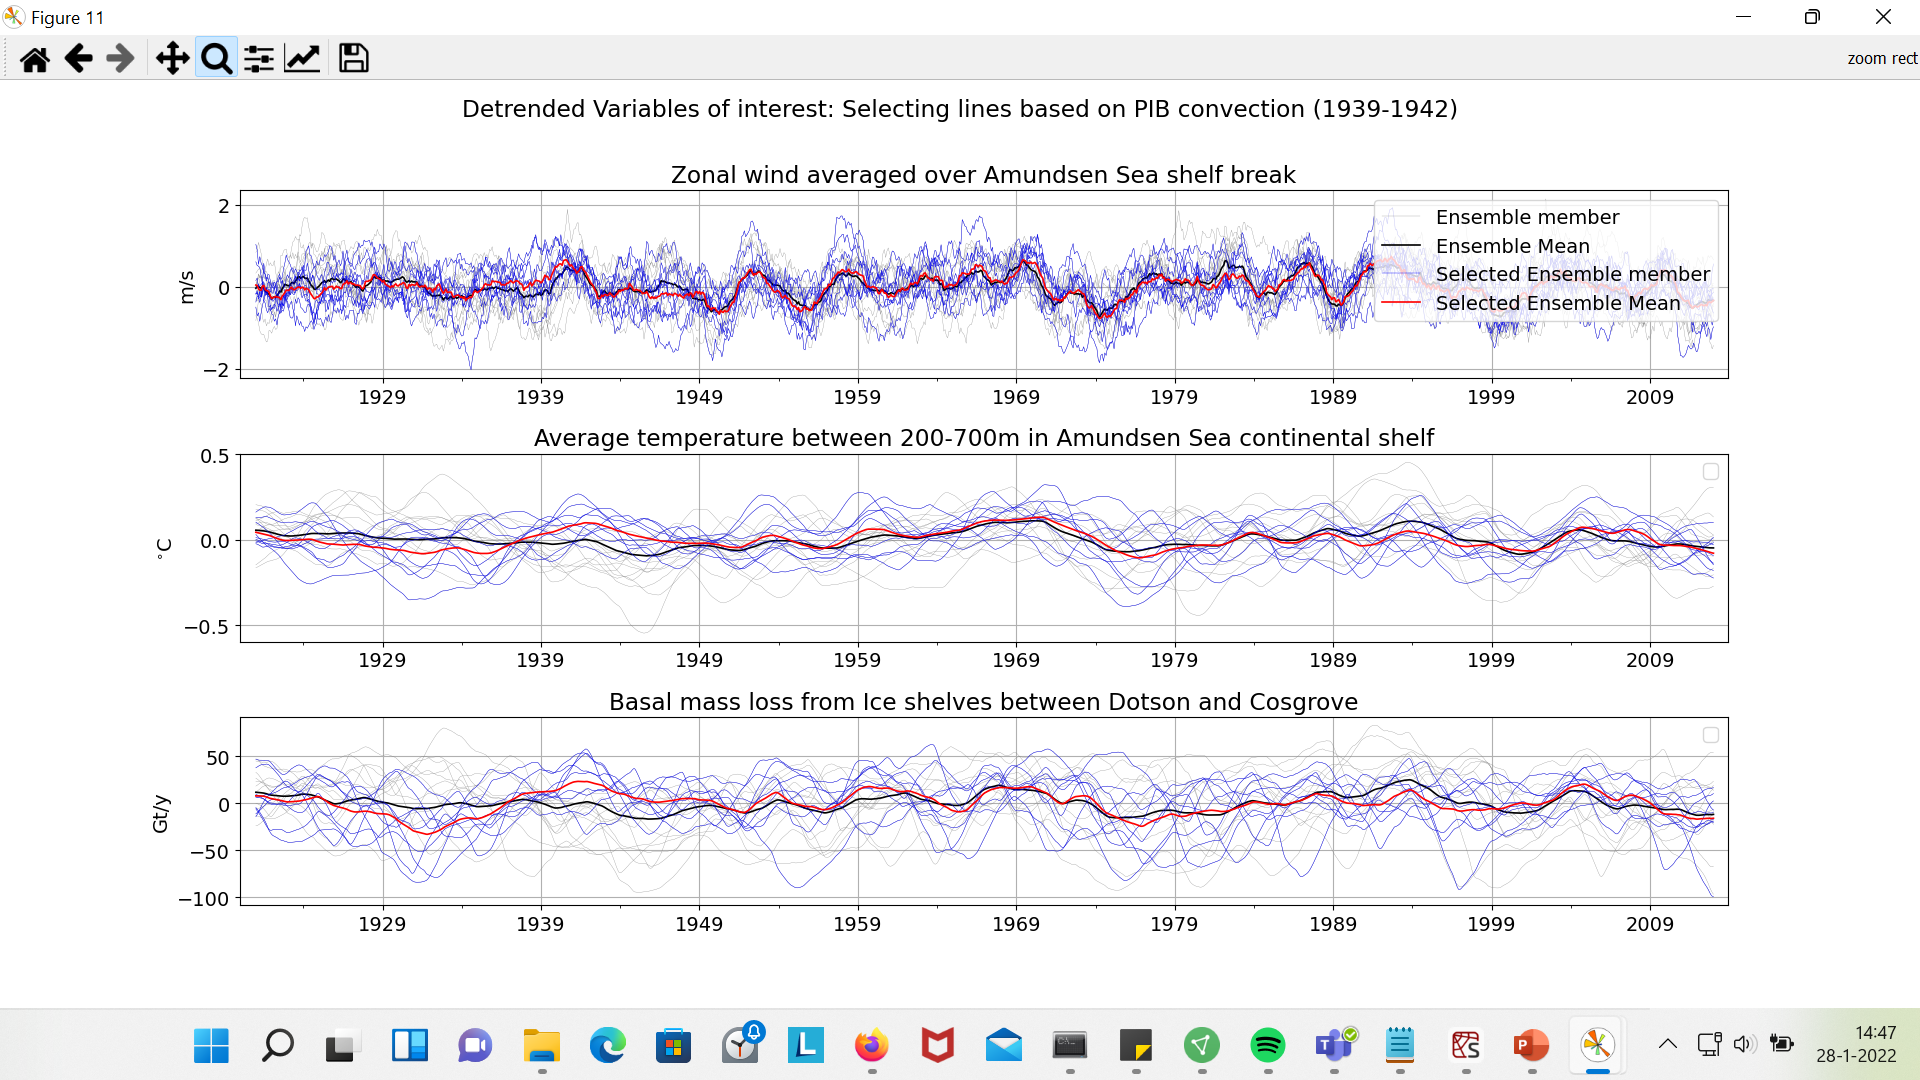 Figure 11
zoom rect
Detrended Variables of interest: Selecting lines based on PIB convection (1939-1942)
Zonal wind averaged over Amundsen Sea shelf break
2
0
−2
m/s
Ensemble member
Ensemble Mean
Selected Ensemble member
Selected Ensemble Mean
1929 1939 1949 1959 1969 1979 1989 1999 2009
Average temperature between 200-700m in Amundsen Sea continental shelf
0.5
0.0
−0.5
°C
1929 1939 1949 1959 1969 1979 1989 1999 2009
Basal mass loss from Ice shelves between Dotson and Cosgrove
50
0
−50
−100
Gt/y
1929 1939 1949 1959 1969 1979 1989 1999 2009
14:47
28-1-2022